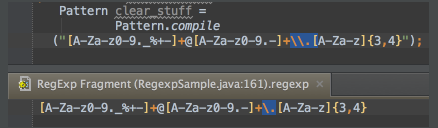 Pattern clear_stuff =
Pattern.compile
("[A-Za-z0-9._%+-]+@[A-Za-z0-9.-]+\\.[A-Za-z]{3,4}");
RegExp Fragment (RegexpSample.java:161).regexp ×
[A-Za-z0-9._%+-]+@[A-Za-z0-9.-]+\.[A-Za-z]{3,4}